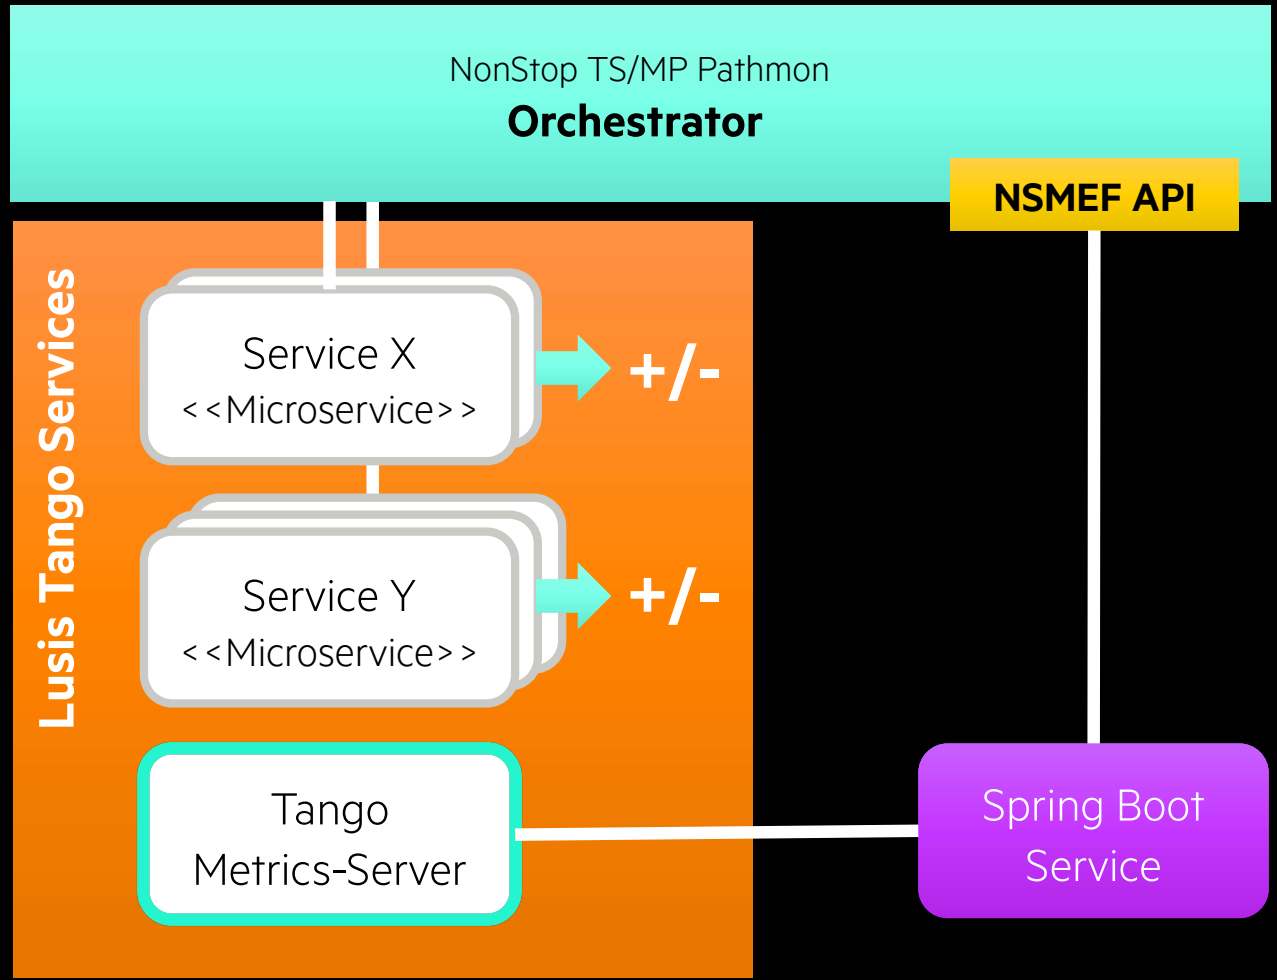 NonStop TS/MP Pathmon
Orchestrator
NSMEF API
Lusis Tango Services
Service X
<<Microservice>>
+/-
Service Y
<<Microservice>>
+/-
Tango
Metrics-Server
Spring Boot
Service